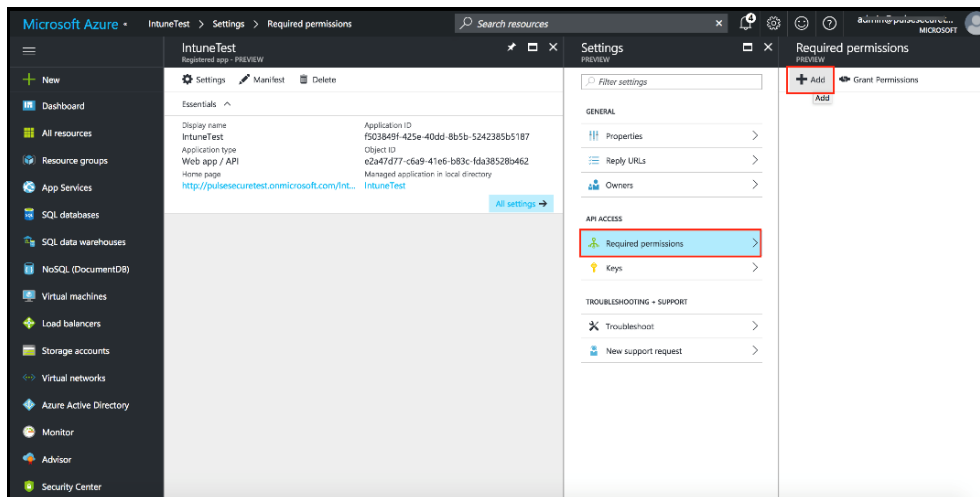 Microsoft Azure
IntuneTest > Settings > Required permissions
Search resources
4
MICROSOFT
New
Dashboard
All resources
Resource groups
App Services
SQL databases
SQL data warehouses
NoSQL (DocumentDB)
Virtual machines
Load balancers
Storage accounts
Virtual networks
Azure Active Directory
Monitor
Advisor
Security Center
IntuneTest
Registered app - PREVIEW
Settings Manifest Delete
Essentials
Display name
IntuneTest
Application type
Web app / API
Home page
http://pulsesecuretest.onmicrosoft.com/Int...
Application ID
f503849f-425e-40dd-8b5b-5242385b5187
Object ID
e2a47d77-c6a9-41e6-b83c-fda38528b462
Managed application in local directory
IntuneTest
All settings
Settings
PREVIEW
Filter settings
GENERAL
Properties
Reply URLs
Owners
API ACCESS
Required permissions
Keys
TROUBLESHOOTING + SUPPORT
Troubleshoot
New support request
Required permissions
PREVIEW
Add Grant Permissions
Add